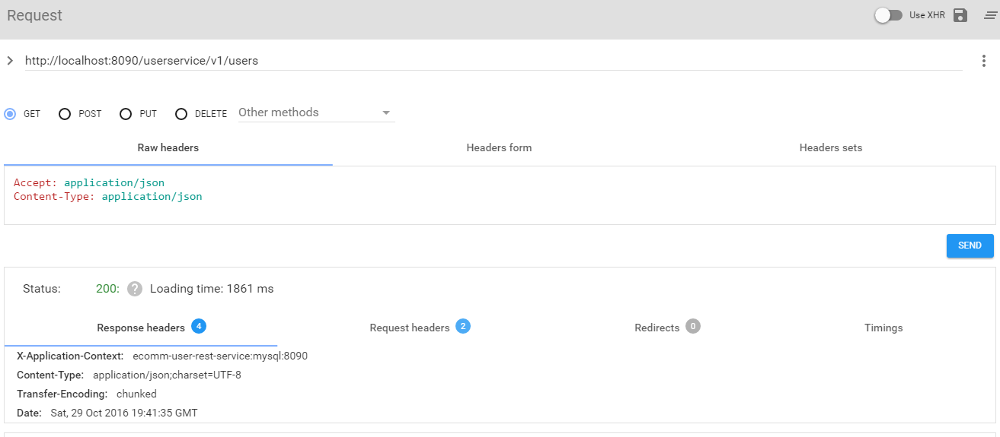 Request
Use XHR
http://localhost:8090/userservice/v1/users
GET POST PUT DELETE Other methods
Raw headers Headers form Headers sets
Accept: application/json
Content-Type: application/json
SEND
Status: 200: ? Loading time: 1861 ms
Response headers 4 Request headers 2 Redirects 0 Timings
X-Application-Context: ecomm-user-rest-service:mysql:8090
Content-Type: application/json;charset=UTF-8
Transfer-Encoding: chunked
Date: Sat, 29 Oct 2016 19:41:35 GMT